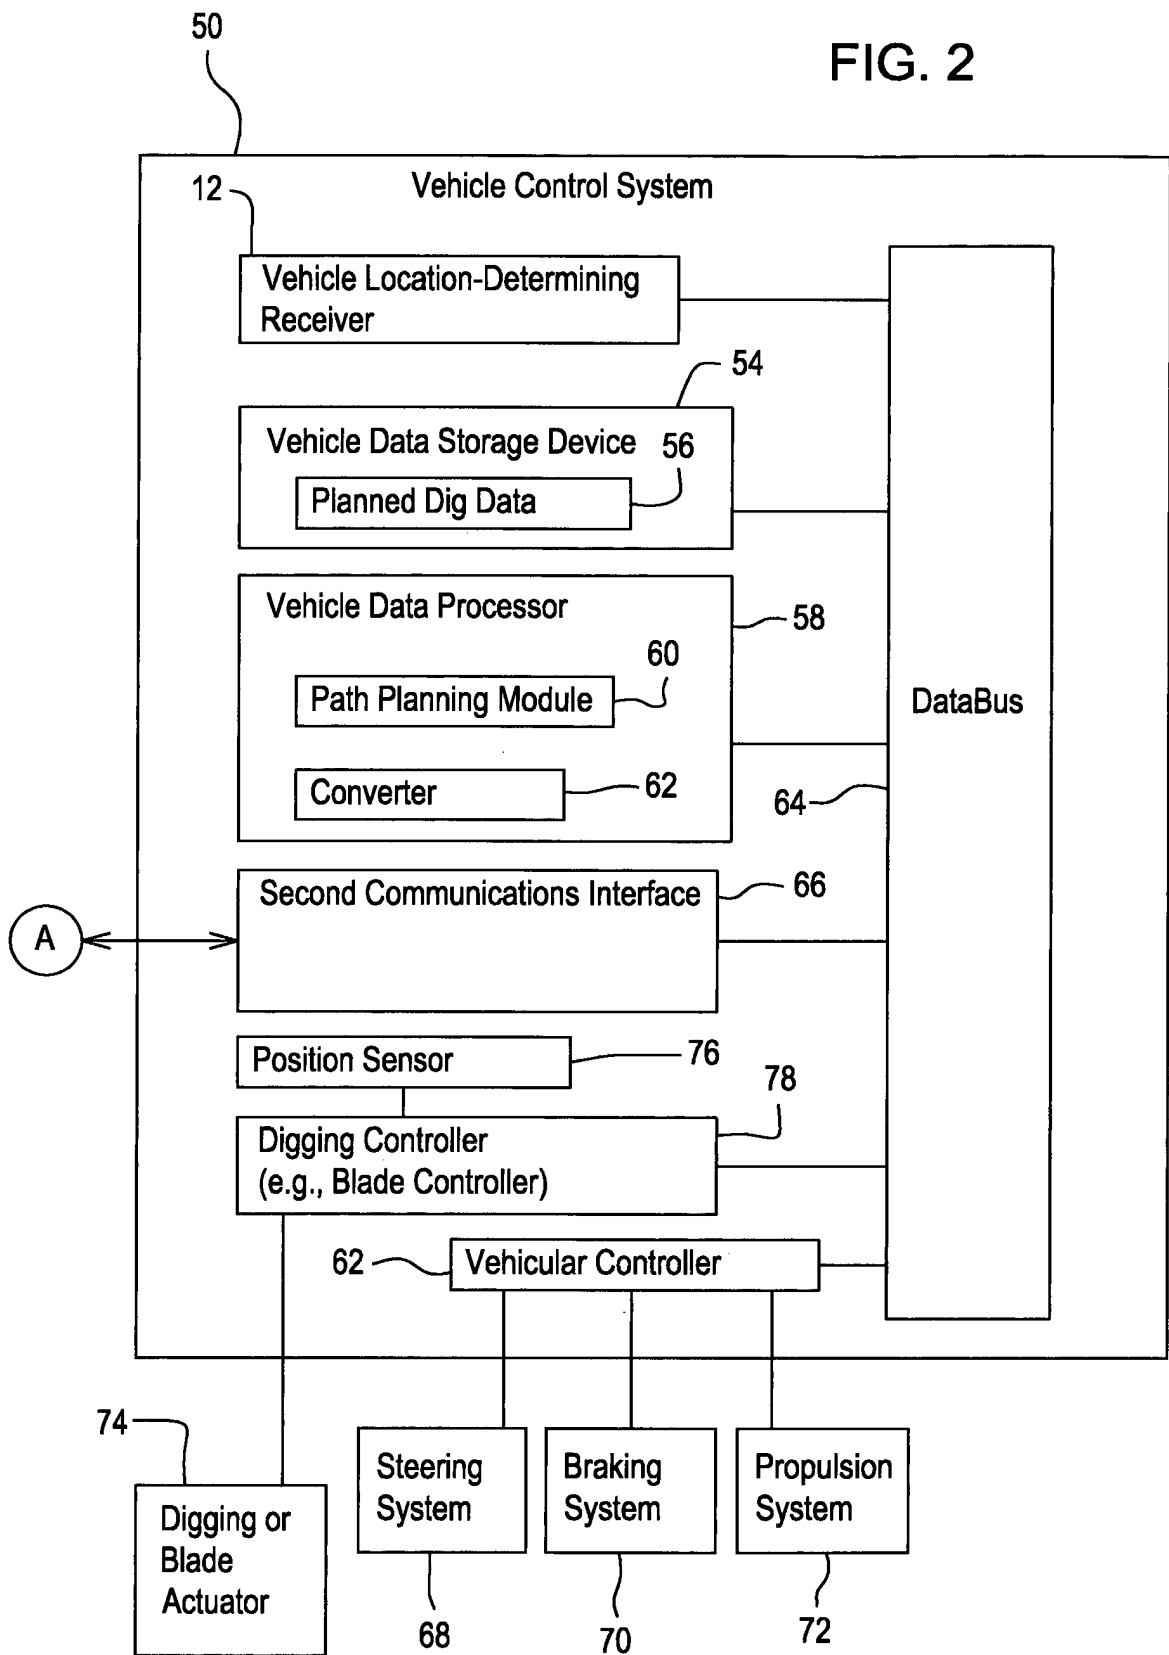 50
FIG. 2
Vehicle Control System
12
Vehicle Location-Determining
Receiver
54
Vehicle Data Storage Device
56
Planned Dig Data
Vehicle Data Processor
58
60
Path Planning Module
DataBus
Converter
62
64
Second Communications Interface
66
A
Position Sensor
76
78
Digging Controller
(e.g., Blade Controller)
62
Vehicular Controller
74
Steering
System
Braking
System
Propulsion
System
Digging or
Blade
Actuator
68
70
72